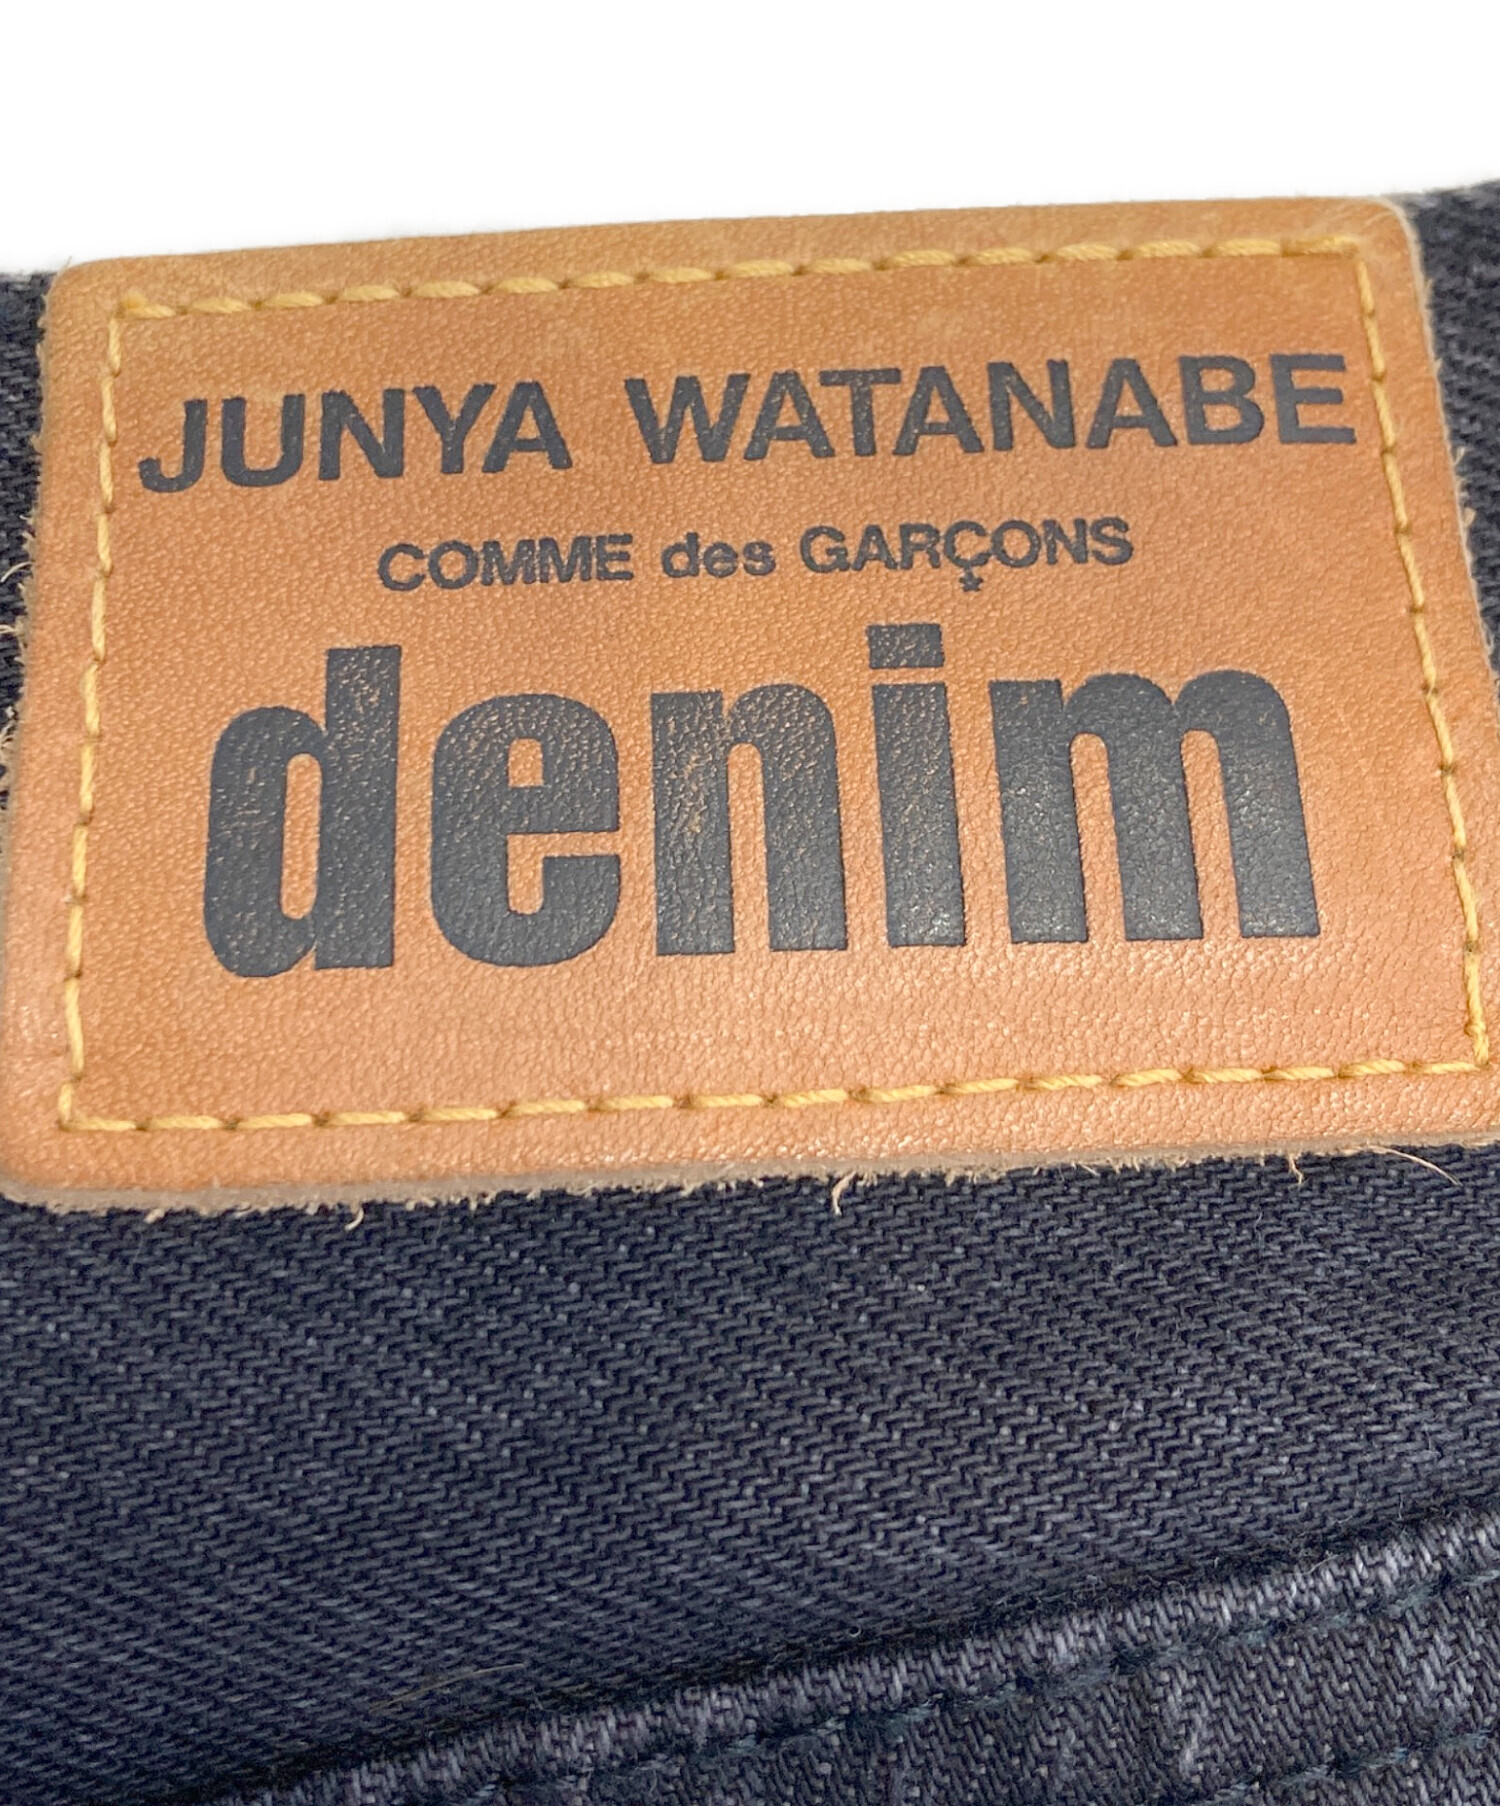 JUNYA WATANABE
COMME des GARÇONS
denim